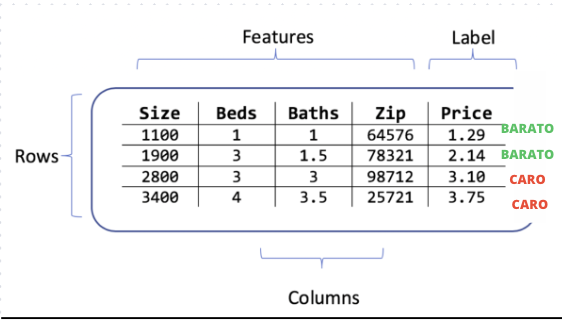 Features Label
Size Beds Baths Zip Price
1100 1 1 64576 1.29 BARATO
Rows 1900 3 1.5 78321 2.14 BARATO
2800 3 3 98712 3.10 CARO
3400 4 3.5 25721 3.75 CARO
Columns